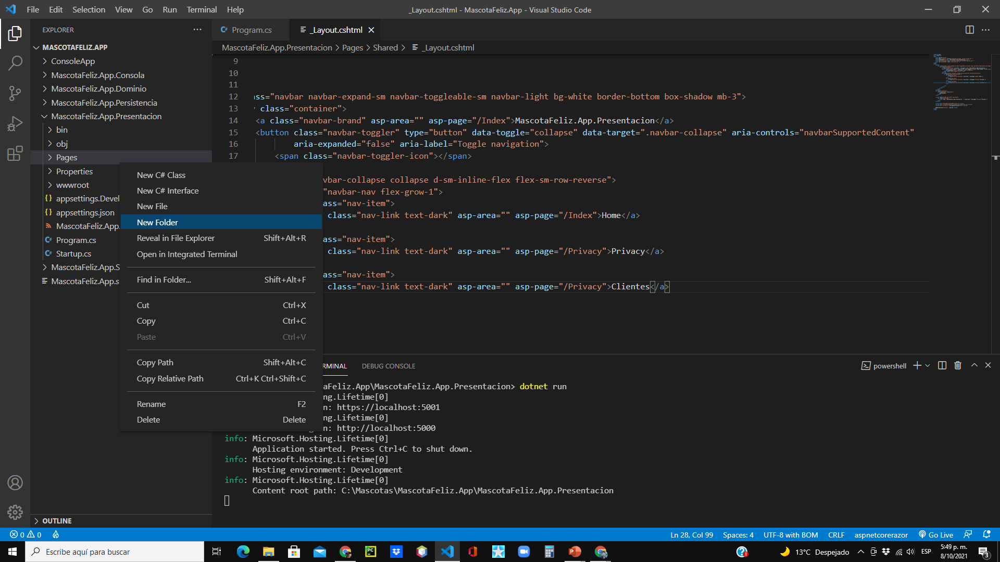 File Edit Selection View Go Run Terminal Help
_Layout.cshtml - MascotaFeliz.App - Visual Studio Code
EXPLORER
MASCOTAFELIZ.APP
ConsoleApp
MascotaFeliz.App.Consola
MascotaFeliz.App.Dominio
MascotaFeliz.App.Persistencia
MascotaFeliz.App.Presentacion
bin
obj
Pages
Properties
wwwroot
appsettings.Devel
appsettings.json
MascotaFeliz.App.
Program.cs
Startup.cs
MascotaFeliz.App.S
MascotaFeliz.App.s
OUTLINE
New C# Class
New C# Interface
New File
New Folder
Reveal in File Explorer Shift+Alt+R
Open in Integrated Terminal
Find in Folder... Shift+Alt+F
Cut Ctrl+X
Copy Ctrl+C
Paste Ctrl+V
Copy Path Shift+Alt+C
Copy Relative Path Ctrl+K Ctrl+Shift+C
Rename F2
Delete Delete
Program.cs
_Layout.cshtml
MascotaFeliz.App.Presentacion > Pages > Shared > _Layout.cshtml
9
10
11
12 ass="navbar navbar-expand-sm navbar-toggleable-sm navbar-light bg-white border-bottom box-shadow mb-3">
13 class="container">
14 <a class="navbar-brand" asp-area="" asp-page="/Index">MascotaFeliz.App.Presentacion</a>
15 <button class="navbar-toggler" type="button" data-toggle="collapse" data-target=".navbar-collapse" aria-controls="navbarSupportedContent"
16 aria-expanded="false" aria-label="Toggle navigation">
17 <span class="navbar-toggler-icon"></span>
vbar-collapse collapse d-sm-inline-flex flex-sm-row-reverse">
"navbar-nav flex-grow-1">
ass="nav-item">
class="nav-link text-dark" asp-area="" asp-page="/Index">Home</a>
ass="nav-item">
class="nav-link text-dark" asp-area="" asp-page="/Privacy">Privacy</a>
ass="nav-item">
class="nav-link text-dark" asp-area="" asp-page="/Privacy">Clientes</a>
RMINAL DEBUG CONSOLE
powershell
taFeliz.App\MascotaFeliz.App.Presentacion> dotnet run
ng.Lifetime[0]
n: https://localhost:5001
ng.Lifetime[0]
n: http://localhost:5000
info: Microsoft.Hosting.Lifetime[0]
Application started. Press Ctrl+C to shut down.
info: Microsoft.Hosting.Lifetime[0]
Hosting environment: Development
info: Microsoft.Hosting.Lifetime[0]
Content root path: C:\Mascotas\MascotaFeliz.App\MascotaFeliz.App.Presentacion
0 0
Ln 28, Col 99 Spaces: 4 UTF-8 with BOM CRLF aspnetcorerazor Go Live
Escribe aquí para buscar
13°C Despejado
ESP
5:49 p. m.
8/10/2021
3